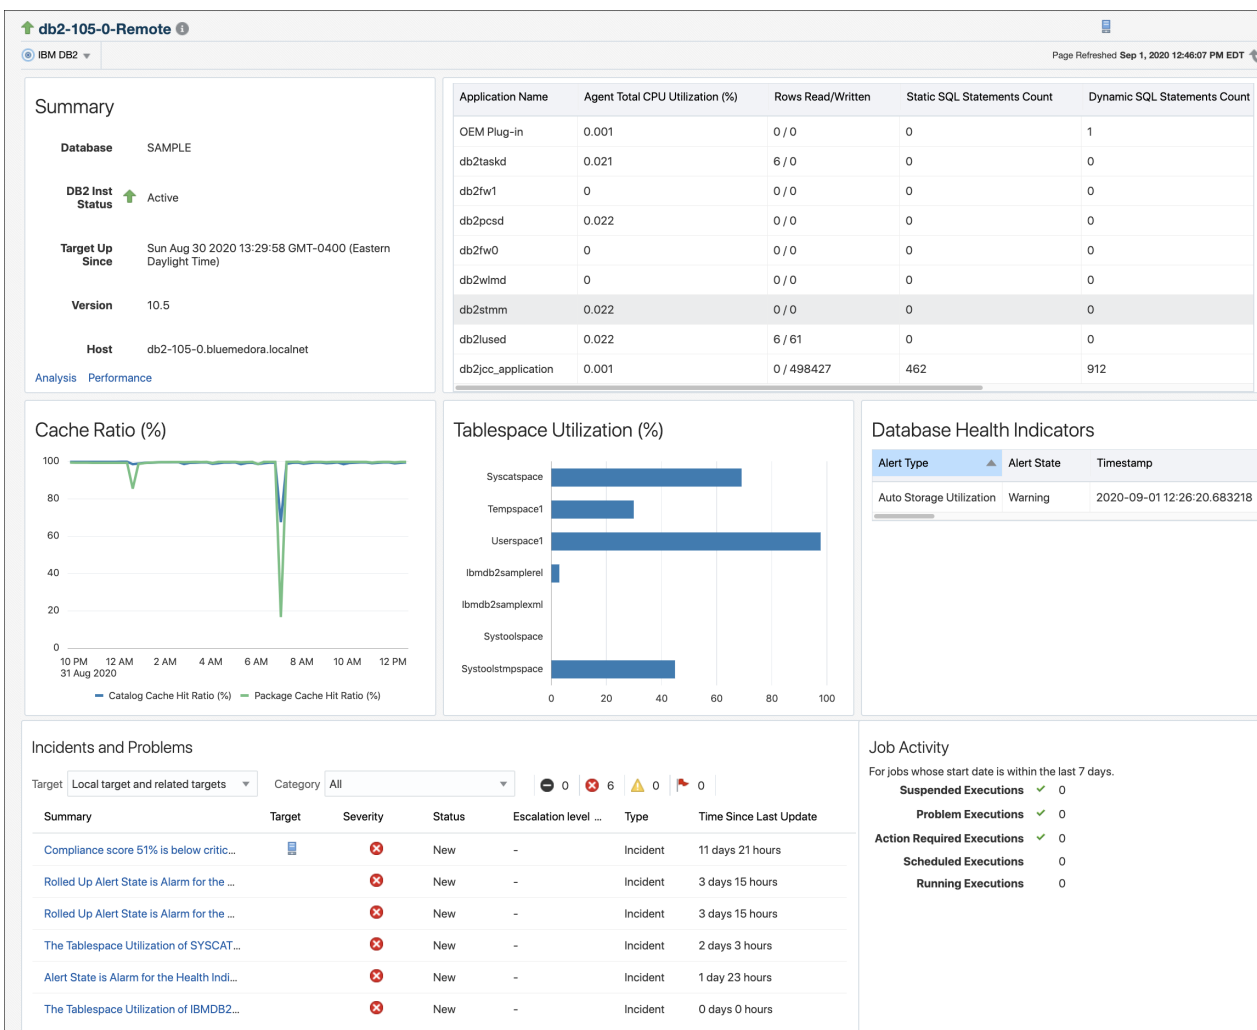 db2-105-0-Remote
IBM DB2
Page Refreshed Sep 1, 2020 12:46:07 PM EDT
Summary
Database SAMPLE
DB2 Inst Status Active
Target Up Since Sun Aug 30 2020 13:29:58 GMT-0400 (Eastern
Daylight Time)
Version 10.5
Host db2-105-0.bluemedora.localnet
Analysis Performance
Application Name Agent Total CPU Utilization (%) Rows Read/Written Static SQL Statements Count Dynamic SQL Statements Count
OEM Plug-in 0.001 0 / 0 0 1
db2taskd 0.021 6 / 0 0 0
db2fw1 0 0 / 0 0 0
db2pcsd 0.022 0 / 0 0 0
db2fw0 0 0 / 0 0 0
db2wlmd 0 0 / 0 0 0
db2stmm 0.022 0 / 0 0 0
db2lused 0.022 6 / 61 0 0
db2jcc_application 0.001 0 / 498427 462 912
Cache Ratio (%)
100
80
60
40
20
0
10 PM 12 AM 2 AM 4 AM 6 AM 8 AM 10 AM 12 PM
31 Aug 2020
Catalog Cache Hit Ratio (%) Package Cache Hit Ratio (%)
Tablespace Utilization (%)
Syscatspace
Tempspace1
Userspace1
Ibmdb2samplerel
Ibmdb2samplexml
Systoolspace
Systoolstmpspace
0 20 40 60 80 100
Database Health Indicators
Alert Type Alert State Timestamp
Auto Storage Utilization Warning 2020-09-01 12:26:20.683218
Incidents and Problems
Target Local target and related targets Category All 0 6 0 0
Summary Target Severity Status Escalation level ... Type Time Since Last Update
Compliance score 51% is below critic... New - Incident 11 days 21 hours
Rolled Up Alert State is Alarm for the ... New - Incident 3 days 15 hours
Rolled Up Alert State is Alarm for the ... New - Incident 3 days 15 hours
The Tablespace Utilization of SYSCAT... New - Incident 2 days 3 hours
Alert State is Alarm for the Health Indi... New - Incident 1 day 23 hours
The Tablespace Utilization of IBMDB2... New - Incident 0 days 0 hours
Job Activity
For jobs whose start date is within the last 7 days.
Suspended Executions 0
Problem Executions 0
Action Required Executions 0
Scheduled Executions 0
Running Executions 0